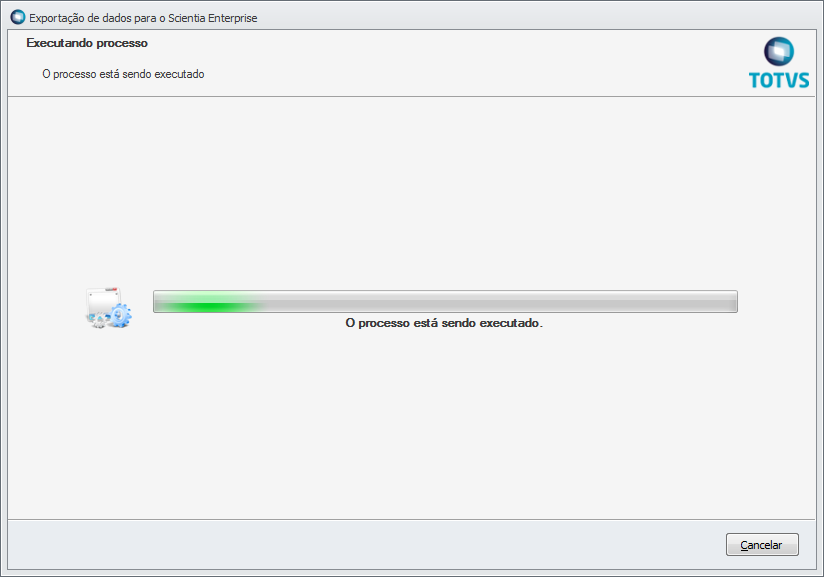 Exportação de dados para o Scientia Enterprise
Executando processo
O processo está sendo executado
TOTVS
O processo está sendo executado.
Cancelar